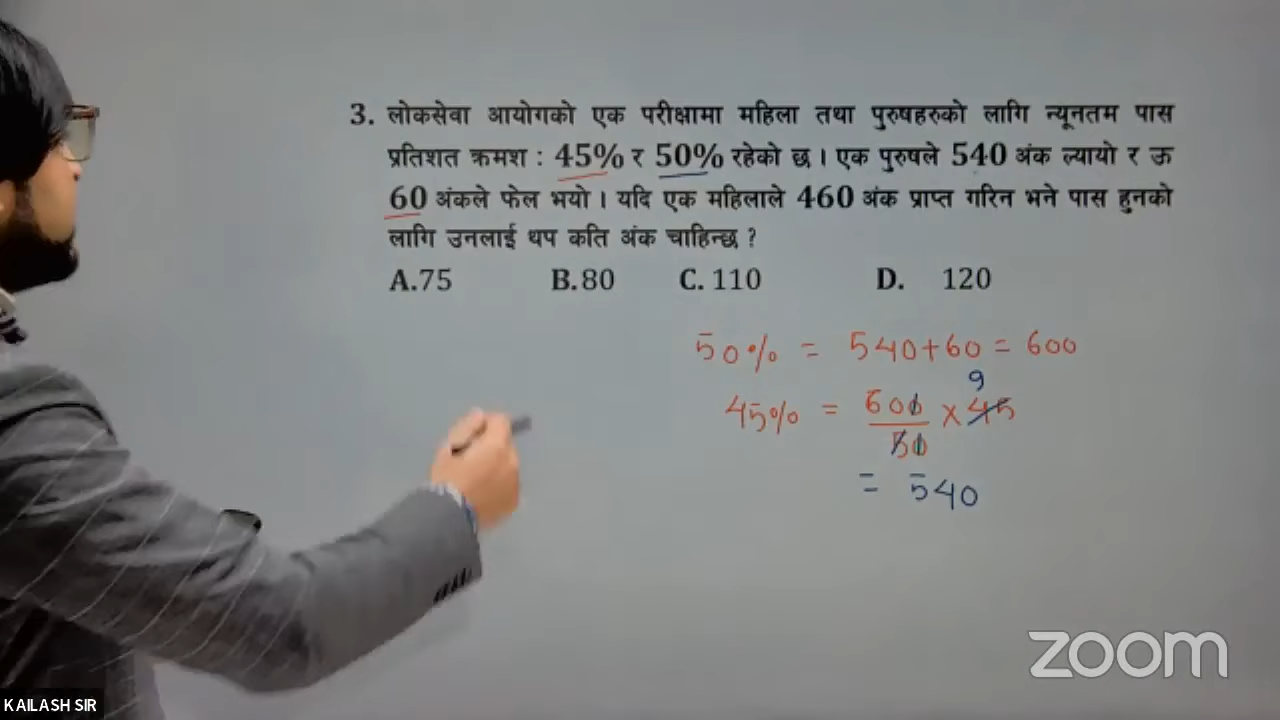 3. लोकसेवा आयोगको एक परीक्षामा महिला तथा पुरुषहरुको लागि न्यूनतम पास
प्रतिशत क्रमश : 45% र 50% रहेको छ । एक पुरुषले 540 अंक ल्यायो र ऊ
60 अंकले फेल भयो । यदि एक महिलाले 460 अंक प्राप्त गरिन भने पास हुनको
लागि उनलाई थप कति अंक चाहिन्छ ?
A.75 B.80 C. 110 D. 120
50% = 540+60 = 600
9
45% = 600/50 × 45
= 540
zoom
KAILASH SIR